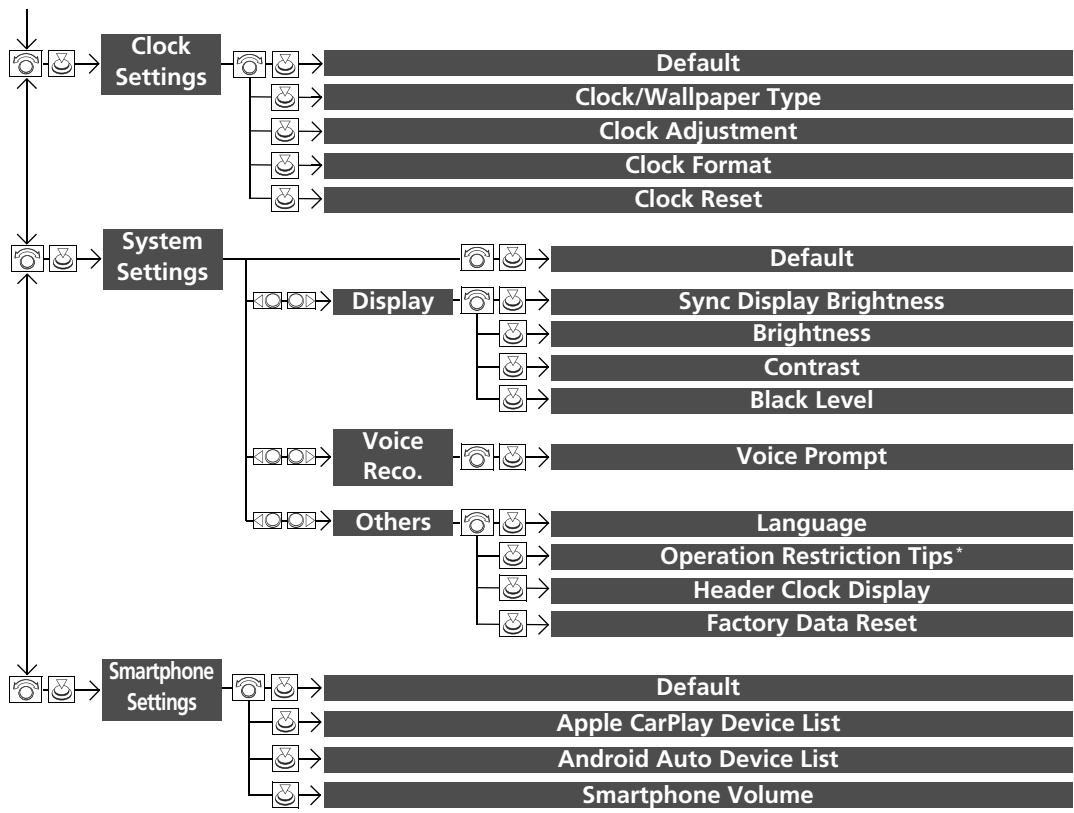 Clock
Settings
Default
Clock/Wallpaper Type
Clock Adjustment
Clock Format
Clock Reset
System
Settings
Default
Display
Sync Display Brightness
Brightness
Contrast
Black Level
Voice
Reco.
Voice Prompt
Others
Language
Operation Restriction Tips*
Header Clock Display
Factory Data Reset
Smartphone
Settings
Default
Apple CarPlay Device List
Android Auto Device List
Smartphone Volume